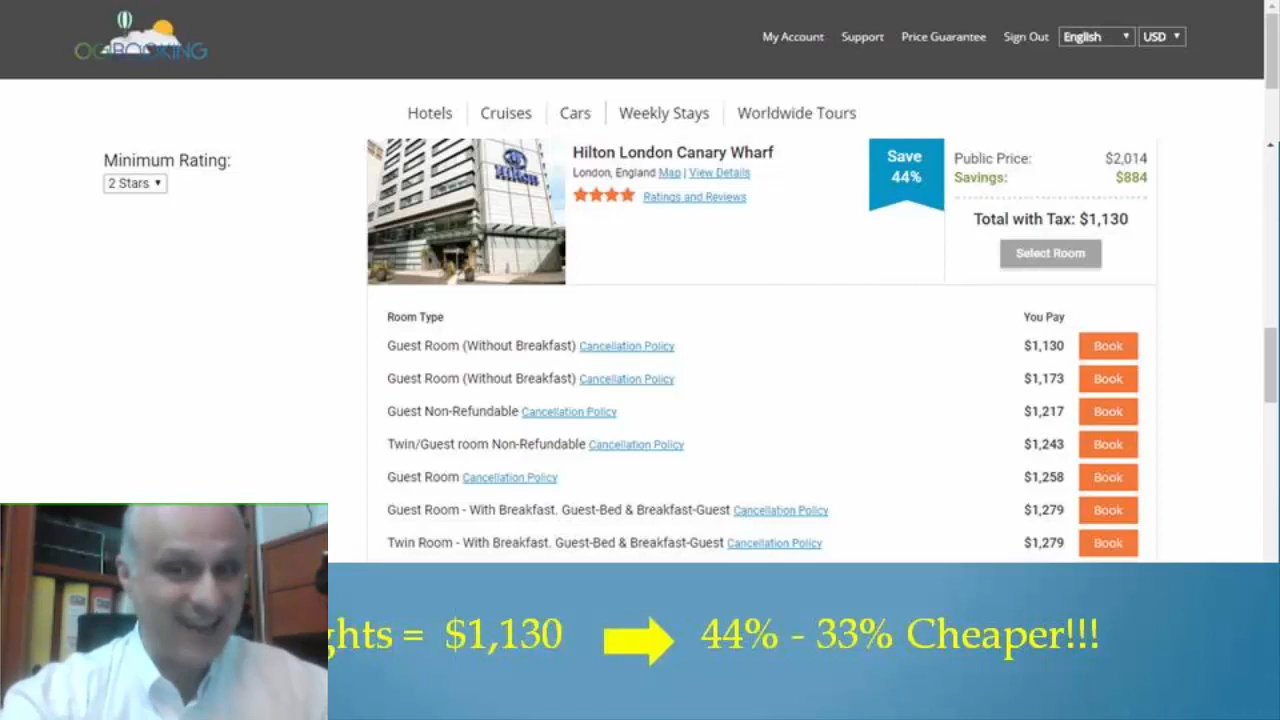 OGIBOOKING
My Account Support Price Guarantee Sign Out English USD
Hotels Cruises Cars Weekly Stays Worldwide Tours
Minimum Rating:
2 Stars
Hilton
Hilton London Canary Wharf
London, England Map | View Details
Ratings and Reviews
Save
44%
Public Price: $2,014
Savings: $884
Total with Tax: $1,130
Select Room
Room Type You Pay
Guest Room (Without Breakfast) Cancellation Policy $1,130 Book
Guest Room (Without Breakfast) Cancellation Policy $1,173 Book
Guest Non-Refundable Cancellation Policy $1,217 Book
Twin/Guest room Non-Refundable Cancellation Policy $1,243 Book
Guest Room Cancellation Policy $1,258 Book
Guest Room - With Breakfast. Guest-Bed & Breakfast-Guest Cancellation Policy $1,279 Book
Twin Room - With Breakfast. Guest-Bed & Breakfast-Guest Cancellation Policy $1,279 Book
ghts = $1,130 44% - 33% Cheaper!!!